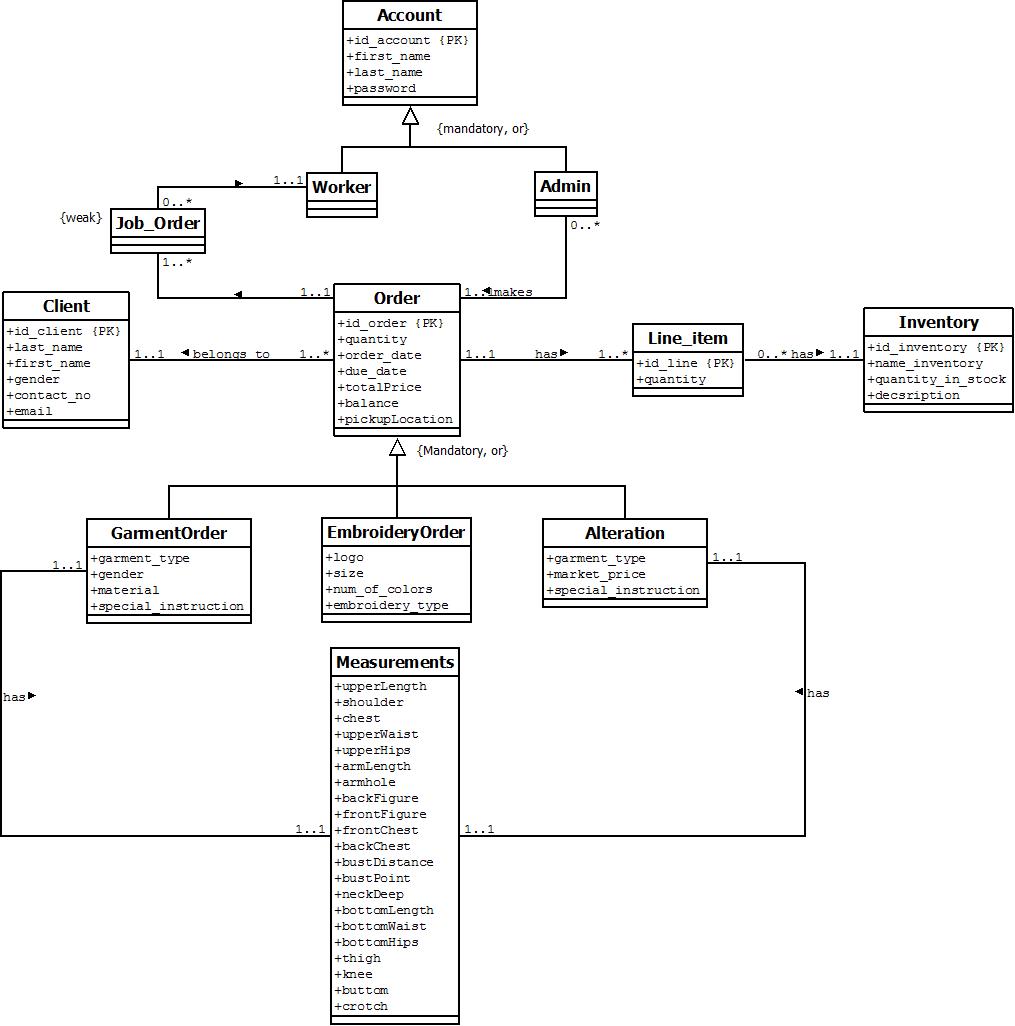 Account
+id_account {PK}
+first_name
+last_name
+password
{mandatory, or}
1..1
Worker
Admin
0..*
{weak}
Job_Order
0..*
1..*
1..1
Order
1..1makes
Client
+id_client {PK}
+last_name
+first_name
+gender
+contact_no
+email
1..1
belongs to
1..*
+id_order {PK}
+quantity
+order_date
+due_date
+totalPrice
+balance
+pickupLocation
1..1
has
1..*
Line_item
+id_line {PK}
+quantity
0..*
has
1..1
Inventory
+id_inventory {PK}
+name_inventory
+quantity_in_stock
+decsription
{Mandatory, or}
GarmentOrder
+garment_type
+gender
+material
+special_instruction
1..1
EmbroideryOrder
+logo
+size
+num_of_colors
+embroidery_type
Alteration
+garment_type
+market_price
+special_instruction
1..1
has
has
Measurements
+upperLength
+shoulder
+chest
+upperWaist
+upperHips
+armLength
+armhole
+backFigure
+frontFigure
+frontChest
+backChest
+bustDistance
+bustPoint
+neckDeep
+bottomLength
+bottomWaist
+bottomHips
+thigh
+knee
+buttom
+crotch
1..1
1..1